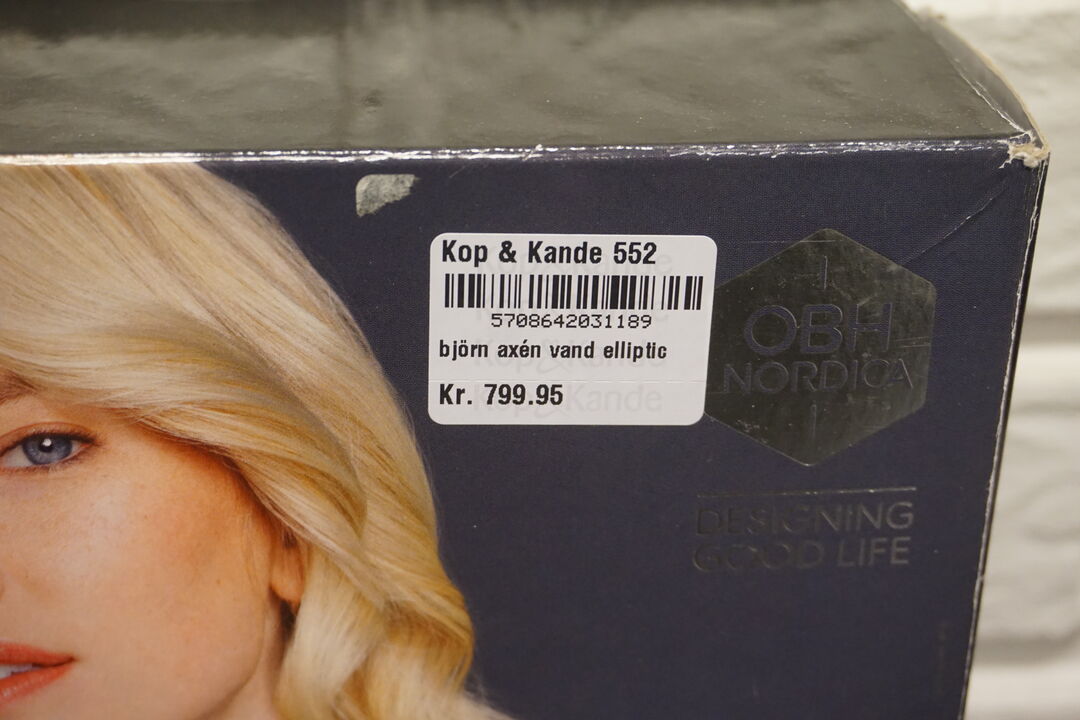 Kop & Kande 552
5708642031189
björn axén vand elliptic
Kr. 799.95
OBH
NORDICA
DESIGNING
GOOD LIFE